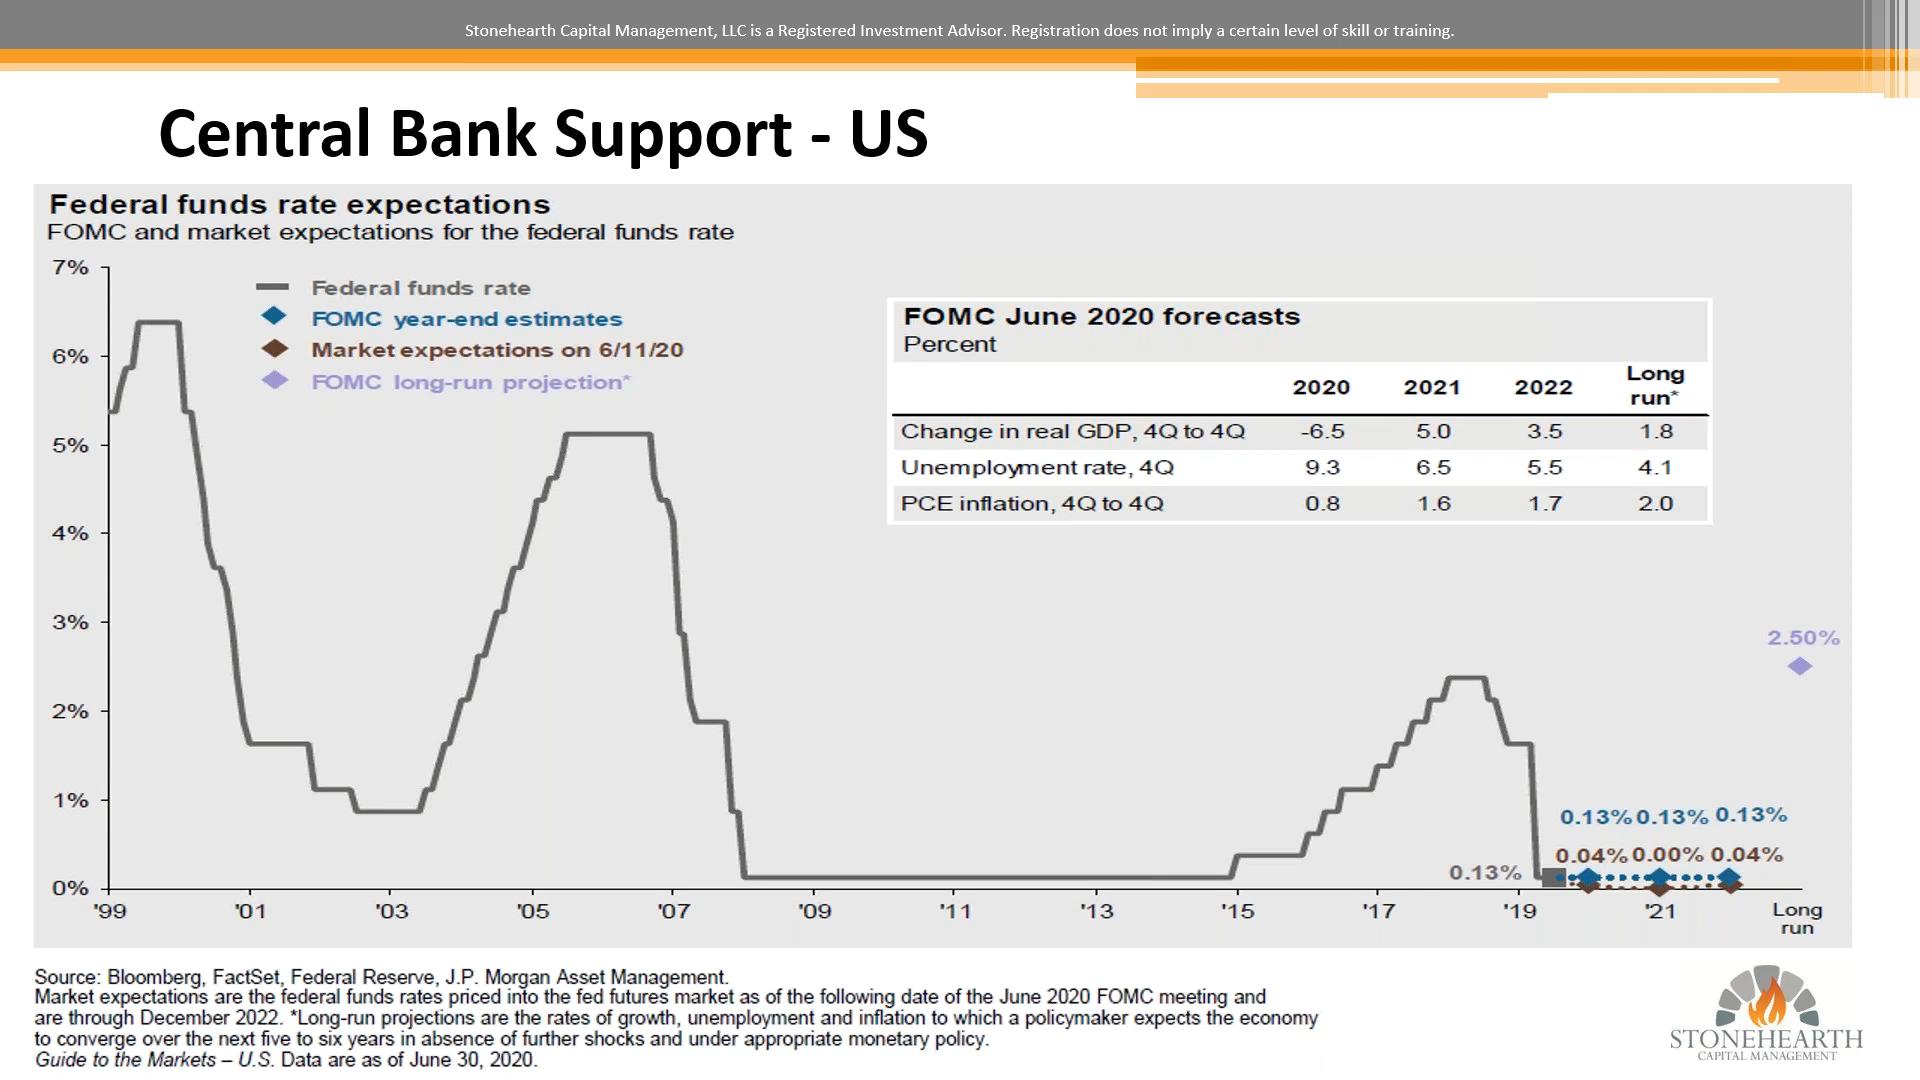 Stonehearth Capital Management, LLC is a Registered Investment Advisor. Registration does not imply a certain level of skill or training.
Central Bank Support - US
Federal funds rate expectations
FOMC and market expectations for the federal funds rate
7%
6%
5%
4%
3%
2%
1%
0%
Federal funds rate
FOMC year-end estimates
Market expectations on 6/11/20
FOMC long-run projection*
FOMC June 2020 forecasts
Percent
2020 2021 2022 Long run*
Change in real GDP, 4Q to 4Q -6.5 5.0 3.5 1.8
Unemployment rate, 4Q 9.3 6.5 5.5 4.1
PCE inflation, 4Q to 4Q 0.8 1.6 1.7 2.0
2.50%
0.13% 0.13% 0.13%
0.04% 0.00% 0.04%
0.13%
'99 '01 '03 '05 '07 '09 '11 '13 '15 '17 '19 '21 Long run
Source: Bloomberg, FactSet, Federal Reserve, J.P. Morgan Asset Management.
Market expectations are the federal funds rates priced into the fed futures market as of the following date of the June 2020 FOMC meeting and
are through December 2022. *Long-run projections are the rates of growth, unemployment and inflation to which a policymaker expects the economy
to converge over the next five to six years in absence of further shocks and under appropriate monetary policy.
Guide to the Markets – U.S. Data are as of June 30, 2020.
STONEHEARTH
CAPITAL MANAGEMENT